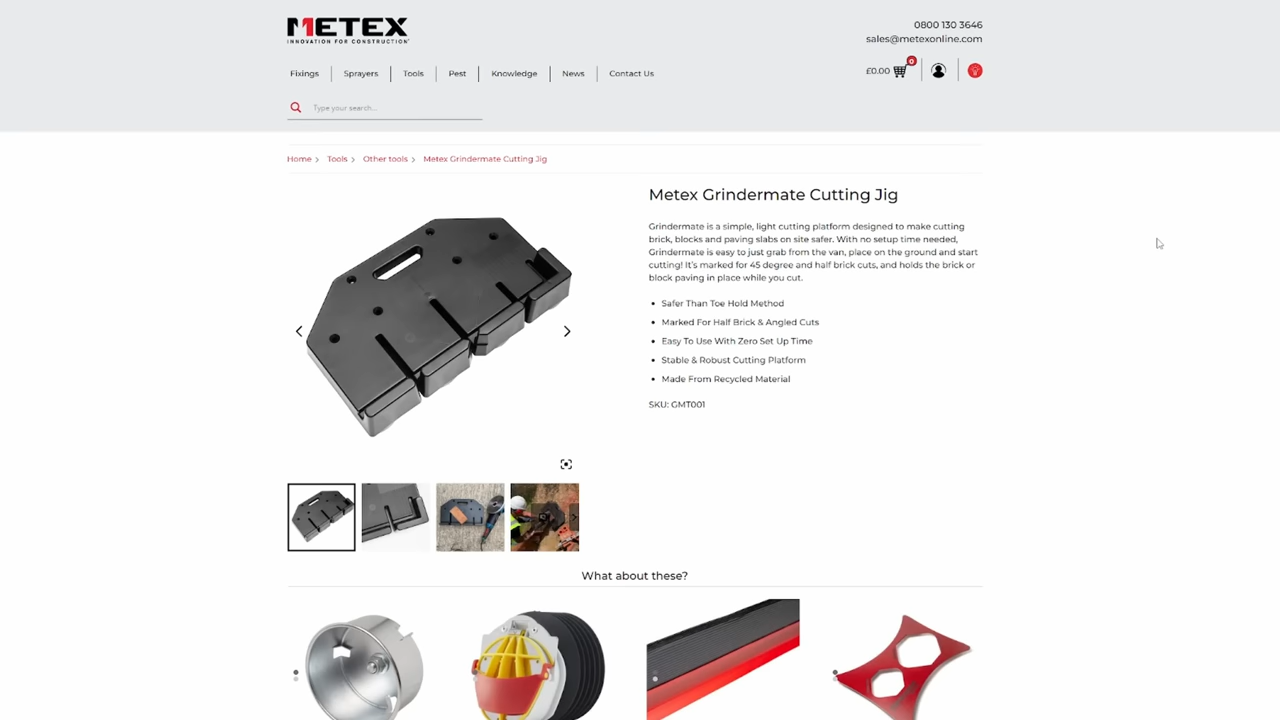 METEX
INNOVATION FOR CONSTRUCTION
0800 130 3646
sales@metexonline.com
Fixings
Sprayers
Tools
Pest
Knowledge
News
Contact Us
£0.00
0
Type your search...
Home > Tools > Other tools > Metex Grindermate Cutting Jig
Metex Grindermate Cutting Jig
Grindermate is a simple, light cutting platform designed to make cutting
brick, blocks and paving slabs on site safer. With no setup time needed,
Grindermate is easy to just grab from the van, place on the ground and start
cutting! It's marked for 45 degree and half brick cuts, and holds the brick or
block paving in place while you cut.
• Safer Than Toe Hold Method
• Marked For Half Brick & Angled Cuts
• Easy To Use With Zero Set Up Time
• Stable & Robust Cutting Platform
• Made From Recycled Material
SKU: GMT001
What about these?